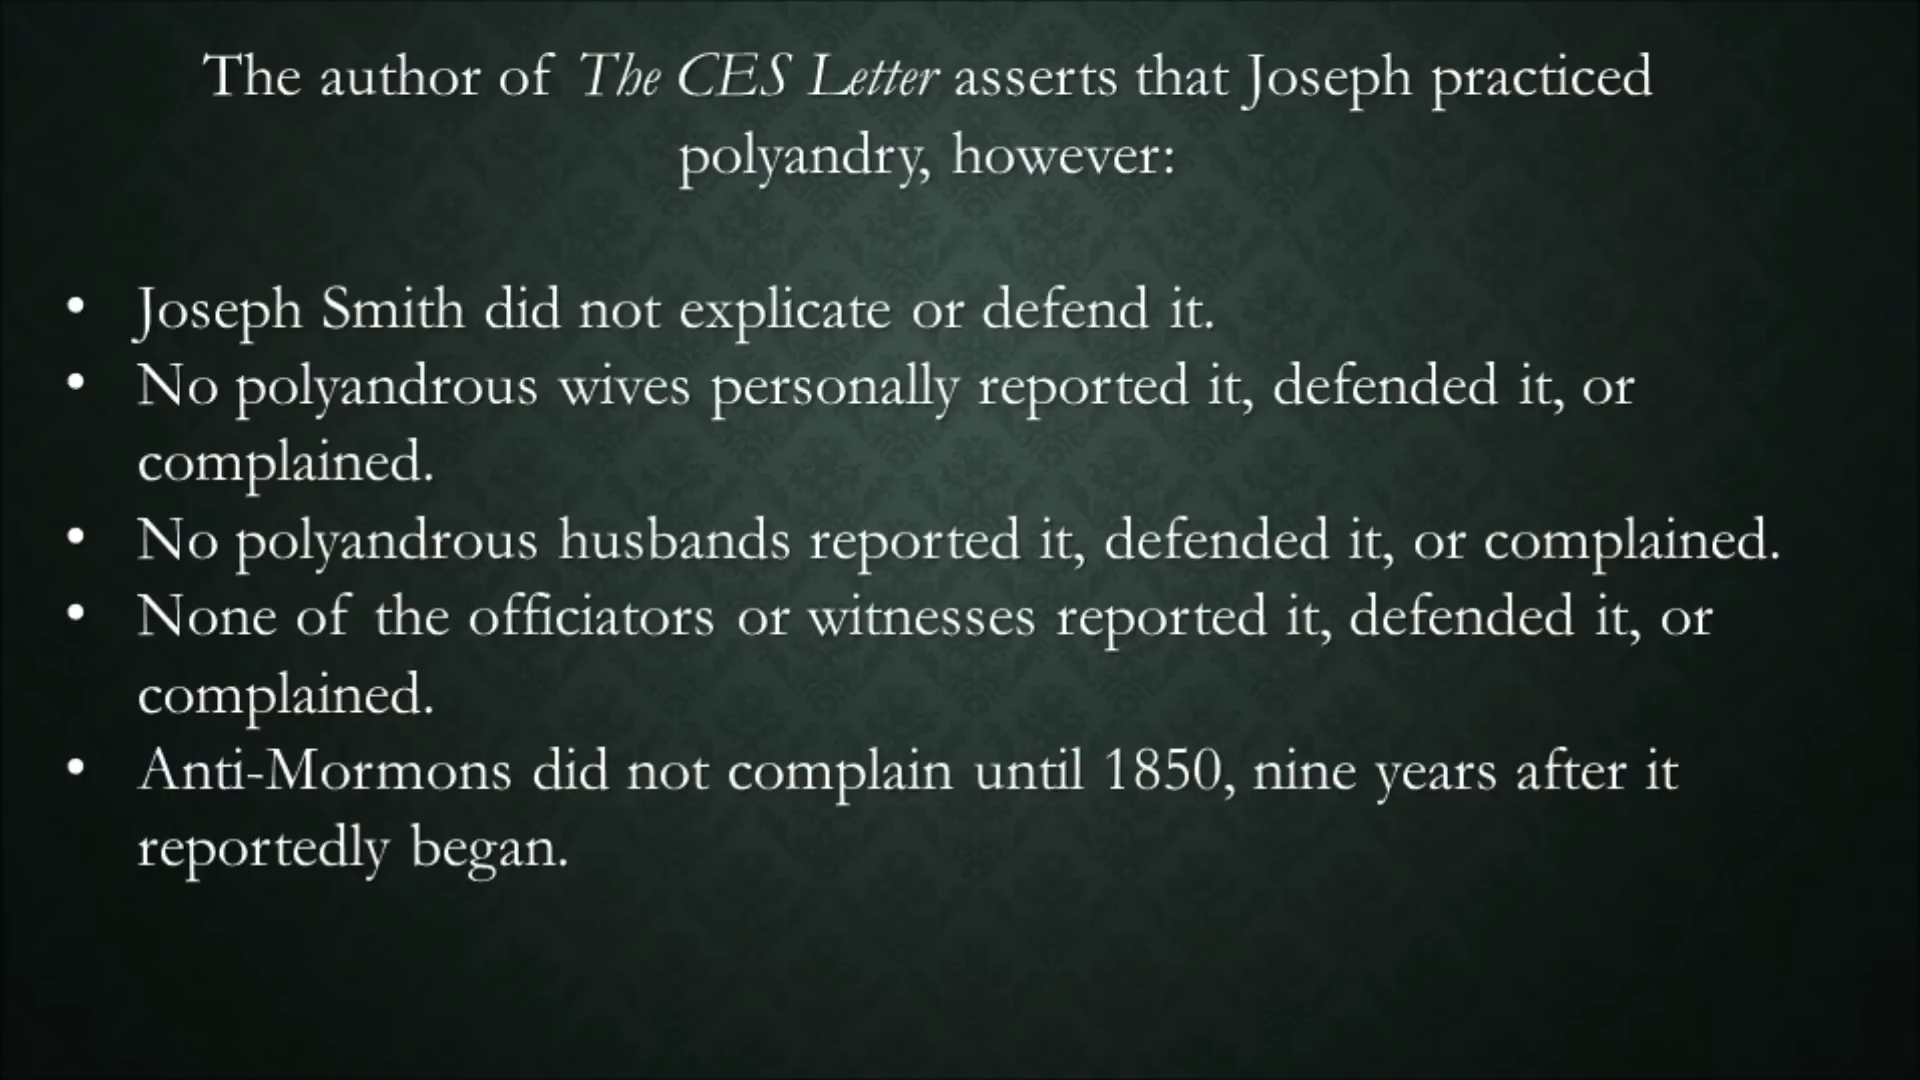 The author of The CES Letter asserts that Joseph practiced
polyandry, however:
• Joseph Smith did not explicate or defend it.
• No polyandrous wives personally reported it, defended it, or
complained.
• No polyandrous husbands reported it, defended it, or complained.
• None of the officiators or witnesses reported it, defended it, or
complained.
• Anti-Mormons did not complain until 1850, nine years after it
reportedly began.